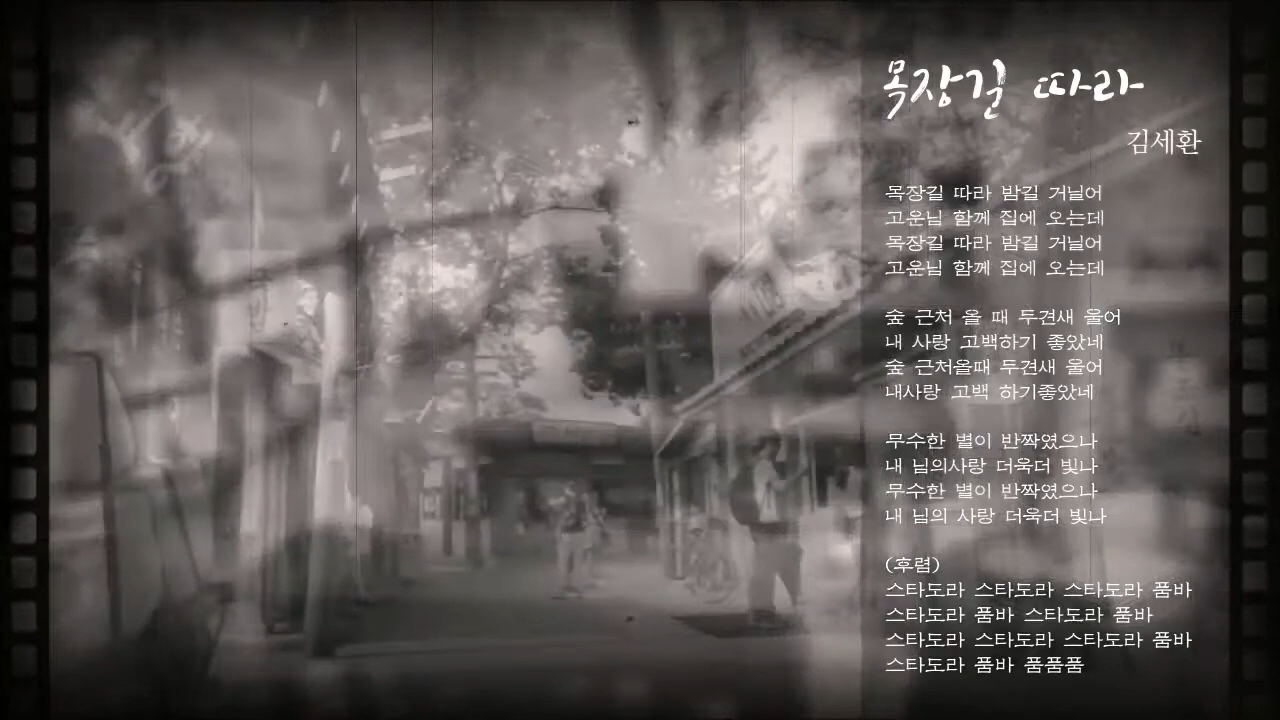 목장길 따라
김세환
목장길 따라 밤길 거닐어
고운님 함께 집에 오는데
목장길 따라 밤길 거닐어
고운님 함께 집에 오는데
숲 근처 올 때 두견새 울어
내 사랑 고백하기 좋았네
숲 근처올때 두견새 울어
내사랑 고백 하기좋았네
무수한 별이 반짝였으나
내 님의사랑 더욱더 빛나
무수한 별이 반짝였으나
내 님의 사랑 더욱더 빛나
(후렴)
스타도라 스타도라 스타도라 품바
스타도라 품바 스타도라 품바
스타도라 스타도라 스타도라 품바
스타도라 품바 품품품